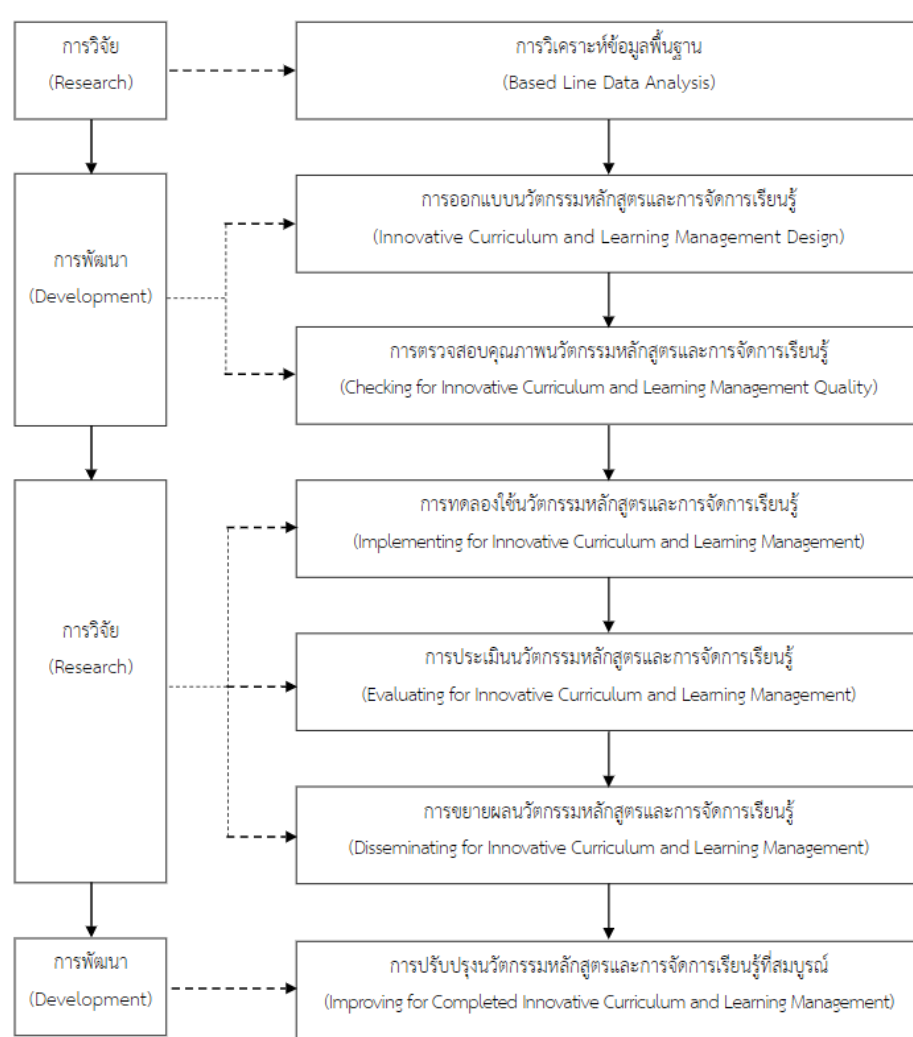 การวิจัย
(Research)
การวิเคราะห์ข้อมูลพื้นฐาน
(Based Line Data Analysis)
การพัฒนา
(Development)
การออกแบบนวัตกรรมหลักสูตรและการจัดการเรียนรู้
(Innovative Curriculum and Learning Management Design)
การตรวจสอบคุณภาพนวัตกรรมหลักสูตรและการจัดการเรียนรู้
(Checking for Innovative Curriculum and Learning Management Quality)
การวิจัย
(Research)
การทดลองใช้นวัตกรรมหลักสูตรและการจัดการเรียนรู้
(Implementing for Innovative Curriculum and Learning Management)
การประเมินนวัตกรรมหลักสูตรและการจัดการเรียนรู้
(Evaluating for Innovative Curriculum and Learning Management)
การขยายผลนวัตกรรมหลักสูตรและการจัดการเรียนรู้
(Disseminating for Innovative Curriculum and Learning Management)
การพัฒนา
(Development)
การปรับปรุงนวัตกรรมหลักสูตรและการจัดการเรียนรู้ที่สมบูรณ์
(Improving for Completed Innovative Curriculum and Learning Management)